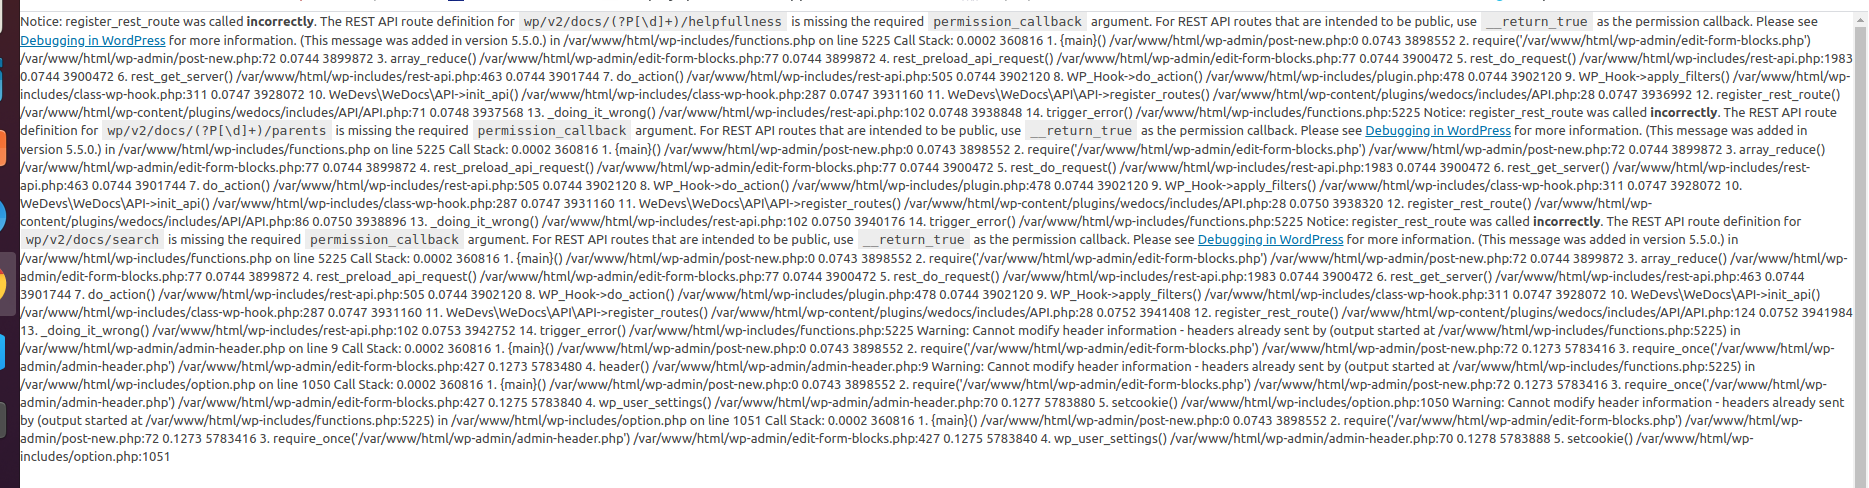 Notice: register_rest_route was called incorrectly. The REST API route definition for wp/v2/docs/(?P[\d]+)/helpfullness is missing the required permission_callback argument. For REST API routes that are intended to be public, use __return_true as the permission callback. Please see
Debugging in WordPress for more information. (This message was added in version 5.5.0.) in /var/www/html/wp-includes/functions.php on line 5225 Call Stack: 0.0002 360816 1. {main}() /var/www/html/wp-admin/post-new.php:0 0.0743 3898552 2. require('/var/www/html/wp-admin/edit-form-blocks.php')
/var/www/html/wp-admin/post-new.php:72 0.0744 3899872 3. array_reduce() /var/www/html/wp-admin/edit-form-blocks.php:77 0.0744 3899872 4. rest_preload_api_request() /var/www/html/wp-admin/edit-form-blocks.php:77 0.0744 3900472 5. rest_do_request() /var/www/html/wp-includes/rest-api.php:1983
0.0744 3900472 6. rest_get_server() /var/www/html/wp-includes/rest-api.php:463 0.0744 3901744 7. do_action() /var/www/html/wp-includes/rest-api.php:505 0.0744 3902120 8. WP_Hook->do_action() /var/www/html/wp-includes/plugin.php:478 0.0744 3902120 9. WP_Hook->apply_filters() /var/www/html/wp-
includes/class-wp-hook.php:311 0.0747 3928072 10. WeDevs\WeDocs\API->init_api() /var/www/html/wp-includes/class-wp-hook.php:287 0.0747 3931160 11. WeDevs\WeDocs\API\API->register_routes() /var/www/html/wp-content/plugins/wedocs/includes/API.php:28 0.0747 3936992 12. register_rest_route()
/var/www/html/wp-content/plugins/wedocs/includes/API/API.php:71 0.0748 3937568 13. _doing_it_wrong() /var/www/html/wp-includes/rest-api.php:102 0.0748 3938848 14. trigger_error() /var/www/html/wp-includes/functions.php:5225 Notice: register_rest_route was called incorrectly. The REST API route
definition for wp/v2/docs/(?P[\d]+)/parents is missing the required permission_callback argument. For REST API routes that are intended to be public, use __return_true as the permission callback. Please see Debugging in WordPress for more information. (This message was added in
version 5.5.0.) in /var/www/html/wp-includes/functions.php on line 5225 Call Stack: 0.0002 360816 1. {main}() /var/www/html/wp-admin/post-new.php:0 0.0743 3898552 2. require('/var/www/html/wp-admin/edit-form-blocks.php') /var/www/html/wp-admin/post-new.php:72 0.0744 3899872 3. array_reduce()
/var/www/html/wp-admin/edit-form-blocks.php:77 0.0744 3899872 4. rest_preload_api_request() /var/www/html/wp-admin/edit-form-blocks.php:77 0.0744 3900472 5. rest_do_request() /var/www/html/wp-includes/rest-api.php:1983 0.0744 3900472 6. rest_get_server() /var/www/html/wp-includes/rest-
api.php:463 0.0744 3901744 7. do_action() /var/www/html/wp-includes/rest-api.php:505 0.0744 3902120 8. WP_Hook->do_action() /var/www/html/wp-includes/plugin.php:478 0.0744 3902120 9. WP_Hook->apply_filters() /var/www/html/wp-includes/class-wp-hook.php:311 0.0747 3928072 10.
WeDevs\WeDocs\API->init_api() /var/www/html/wp-includes/class-wp-hook.php:287 0.0747 3931160 11. WeDevs\WeDocs\API\API->register_routes() /var/www/html/wp-content/plugins/wedocs/includes/API.php:28 0.0750 3938320 12. register_rest_route() /var/www/html/wp-
content/plugins/wedocs/includes/API/API.php:86 0.0750 3938896 13. _doing_it_wrong() /var/www/html/wp-includes/rest-api.php:102 0.0750 3940176 14. trigger_error() /var/www/html/wp-includes/functions.php:5225 Notice: register_rest_route was called incorrectly. The REST API route definition for
wp/v2/docs/search is missing the required permission_callback argument. For REST API routes that are intended to be public, use __return_true as the permission callback. Please see Debugging in WordPress for more information. (This message was added in version 5.5.0.) in
/var/www/html/wp-includes/functions.php on line 5225 Call Stack: 0.0002 360816 1. {main}() /var/www/html/wp-admin/post-new.php:0 0.0743 3898552 2. require('/var/www/html/wp-admin/edit-form-blocks.php') /var/www/html/wp-admin/post-new.php:72 0.0744 3899872 3. array_reduce() /var/www/html/wp-
admin/edit-form-blocks.php:77 0.0744 3899872 4. rest_preload_api_request() /var/www/html/wp-admin/edit-form-blocks.php:77 0.0744 3900472 5. rest_do_request() /var/www/html/wp-includes/rest-api.php:1983 0.0744 3900472 6. rest_get_server() /var/www/html/wp-includes/rest-api.php:463 0.0744
3901744 7. do_action() /var/www/html/wp-includes/rest-api.php:505 0.0744 3902120 8. WP_Hook->do_action() /var/www/html/wp-includes/plugin.php:478 0.0744 3902120 9. WP_Hook->apply_filters() /var/www/html/wp-includes/class-wp-hook.php:311 0.0747 3928072 10. WeDevs\WeDocs\API->init_api()
/var/www/html/wp-includes/class-wp-hook.php:287 0.0747 3931160 11. WeDevs\WeDocs\API\API->register_routes() /var/www/html/wp-content/plugins/wedocs/includes/API.php:28 0.0752 3941408 12. register_rest_route() /var/www/html/wp-content/plugins/wedocs/includes/API/API.php:124 0.0752 3941984
13. _doing_it_wrong() /var/www/html/wp-includes/rest-api.php:102 0.0753 3942752 14. trigger_error() /var/www/html/wp-includes/functions.php:5225 Warning: Cannot modify header information - headers already sent by (output started at /var/www/html/wp-includes/functions.php:5225) in
/var/www/html/wp-admin/admin-header.php on line 9 Call Stack: 0.0002 360816 1. {main}() /var/www/html/wp-admin/post-new.php:0 0.0743 3898552 2. require('/var/www/html/wp-admin/edit-form-blocks.php') /var/www/html/wp-admin/post-new.php:72 0.1273 5783416 3. require_once('/var/www/html/wp-
admin/admin-header.php') /var/www/html/wp-admin/edit-form-blocks.php:427 0.1273 5783480 4. header() /var/www/html/wp-admin/admin-header.php:9 Warning: Cannot modify header information - headers already sent by (output started at /var/www/html/wp-includes/functions.php:5225) in
/var/www/html/wp-includes/option.php on line 1050 Call Stack: 0.0002 360816 1. {main}() /var/www/html/wp-admin/post-new.php:0 0.0743 3898552 2. require('/var/www/html/wp-admin/edit-form-blocks.php') /var/www/html/wp-admin/post-new.php:72 0.1273 5783416 3. require_once('/var/www/html/wp-
admin/admin-header.php') /var/www/html/wp-admin/edit-form-blocks.php:427 0.1275 5783840 4. wp_user_settings() /var/www/html/wp-admin/admin-header.php:70 0.1277 5783880 5. setcookie() /var/www/html/wp-includes/option.php:1050 Warning: Cannot modify header information - headers already sent
by (output started at /var/www/html/wp-includes/functions.php:5225) in /var/www/html/wp-includes/option.php on line 1051 Call Stack: 0.0002 360816 1. {main}() /var/www/html/wp-admin/post-new.php:0 0.0743 3898552 2. require('/var/www/html/wp-admin/edit-form-blocks.php') /var/www/html/wp-
admin/post-new.php:72 0.1273 5783416 3. require_once('/var/www/html/wp-admin/admin-header.php') /var/www/html/wp-admin/edit-form-blocks.php:427 0.1275 5783840 4. wp_user_settings() /var/www/html/wp-admin/admin-header.php:70 0.1278 5783888 5. setcookie() /var/www/html/wp-
includes/option.php:1051